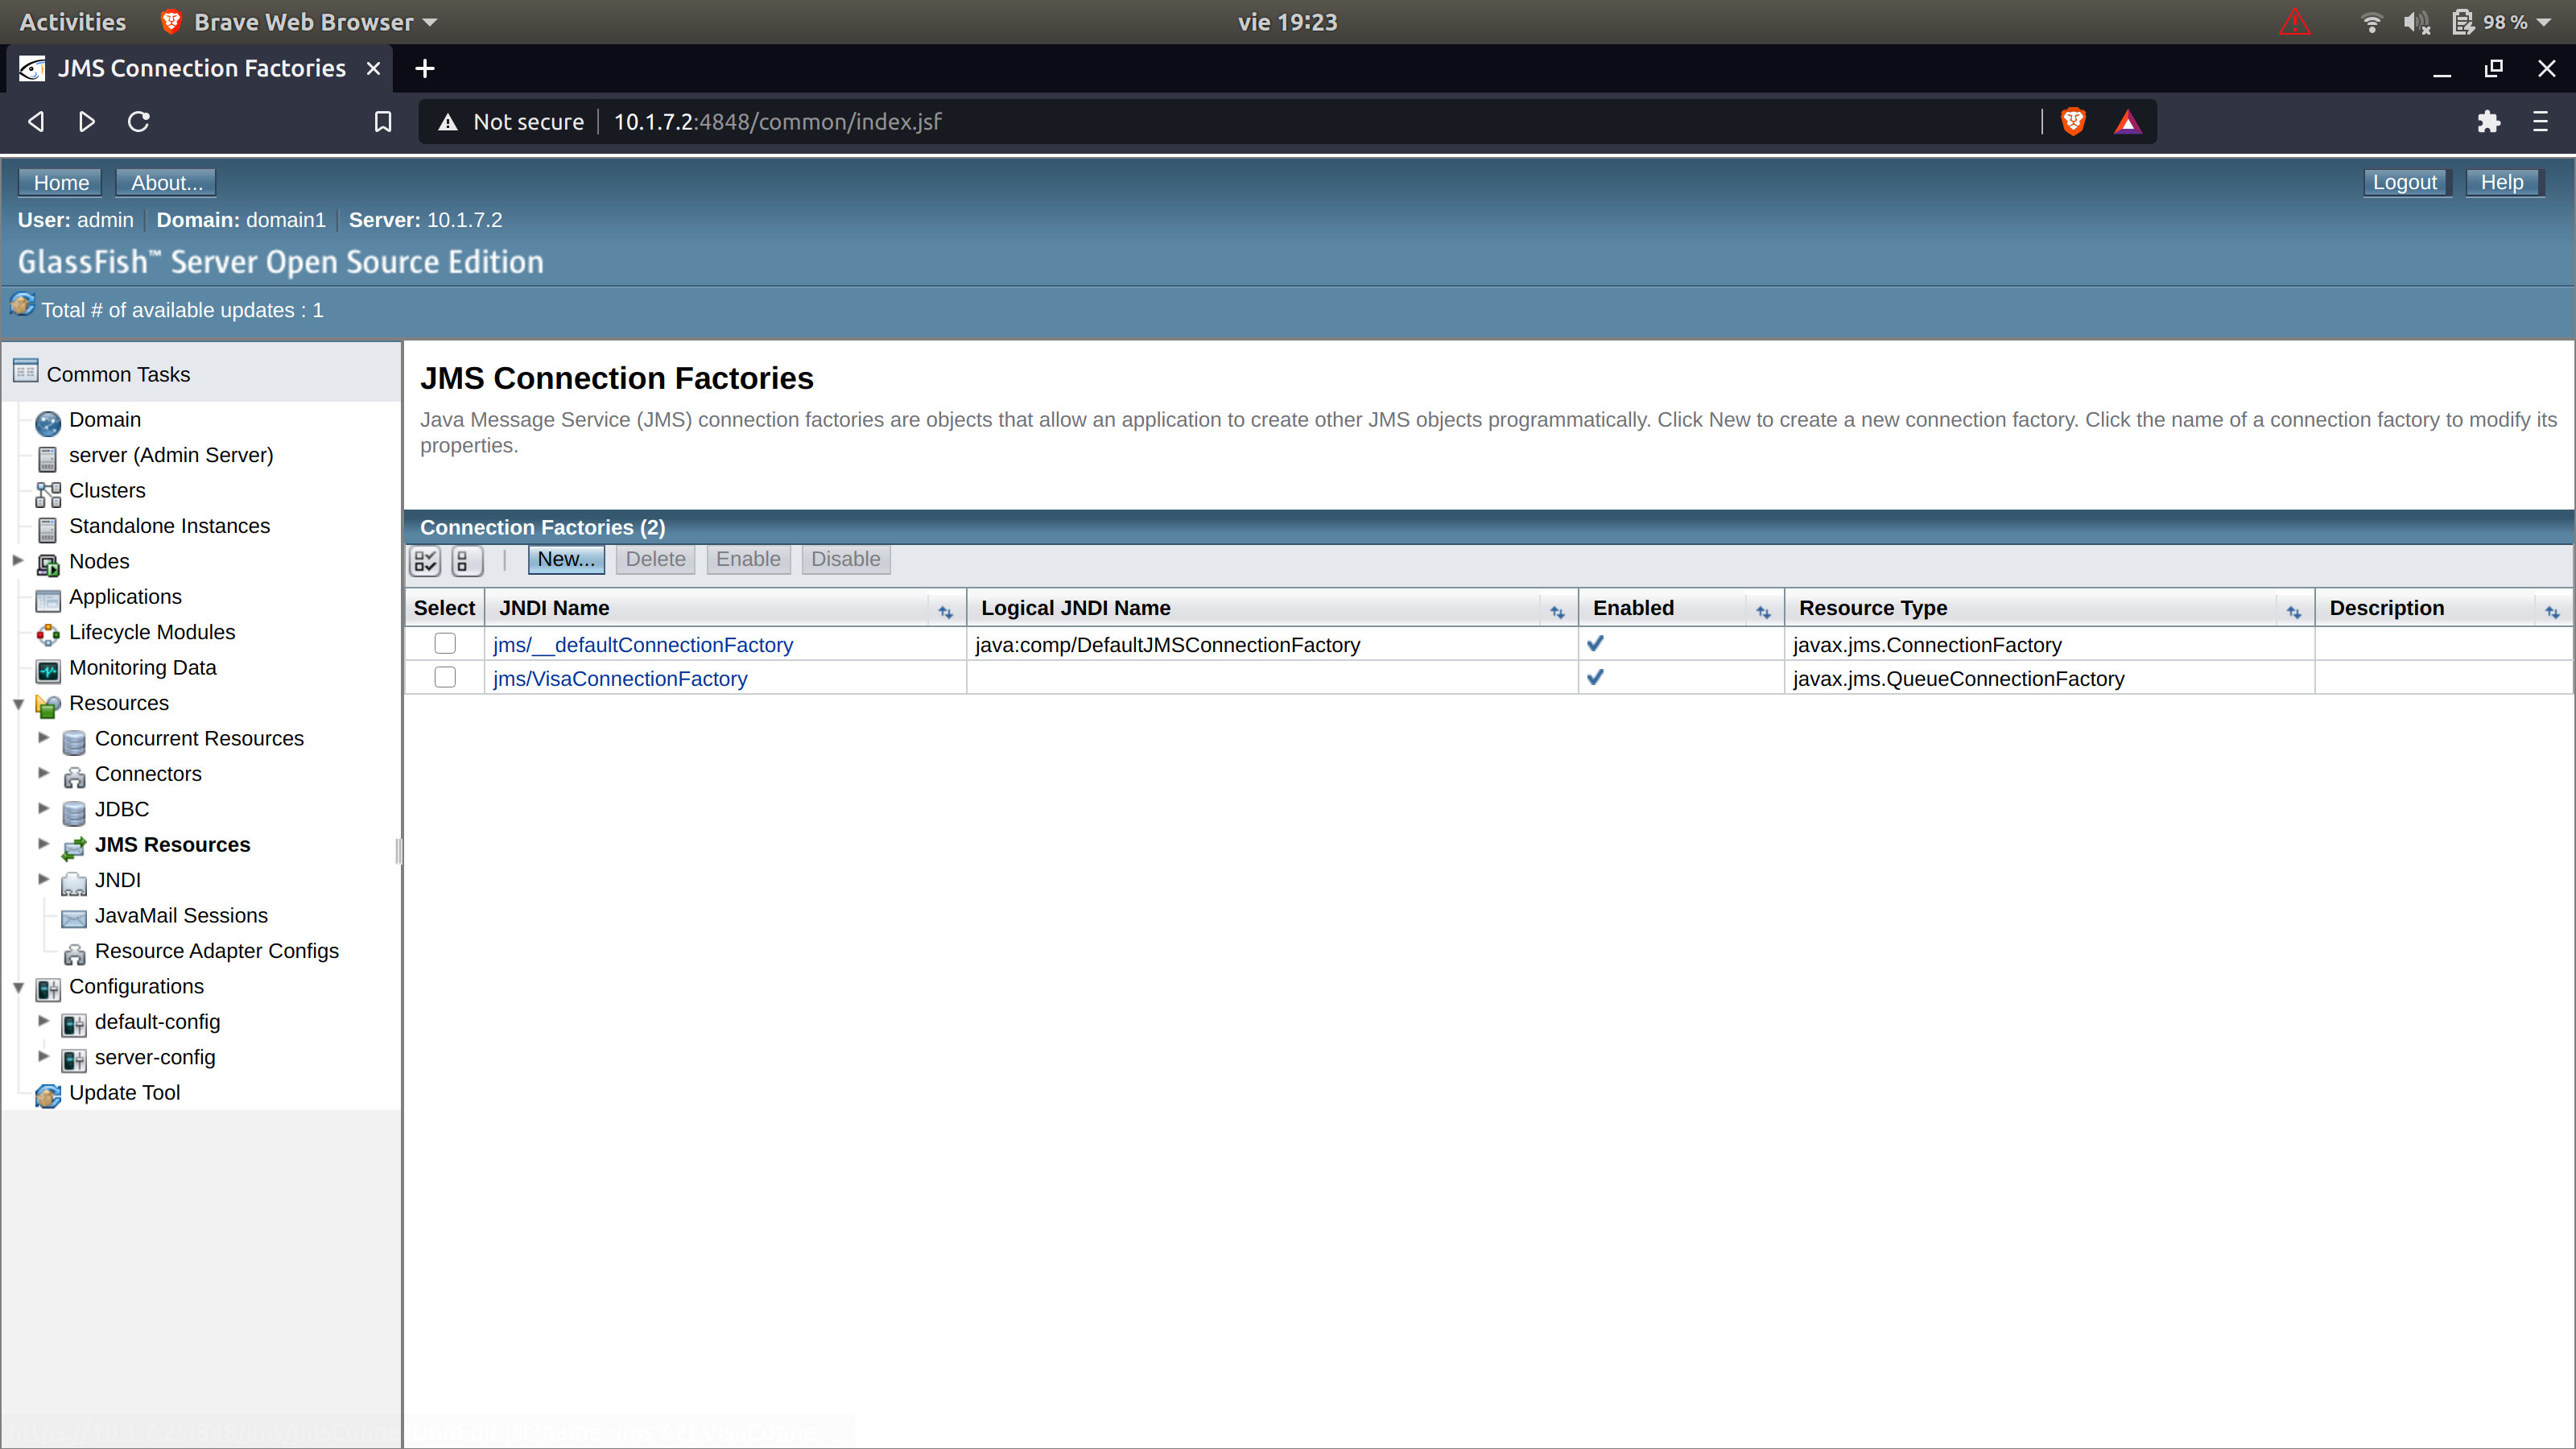 Activities Brave Web Browser vie 19:23 98 %
JMS Connection Factories
Not secure 10.1.7.2:4848/common/index.jsf
Home About... Logout Help
User: admin Domain: domain1 Server: 10.1.7.2
GlassFish™ Server Open Source Edition
Total # of available updates : 1
Common Tasks
Domain
server (Admin Server)
Clusters
Standalone Instances
Nodes
Applications
Lifecycle Modules
Monitoring Data
Resources
Concurrent Resources
Connectors
JDBC
JMS Resources
JNDI
JavaMail Sessions
Resource Adapter Configs
Configurations
default-config
server-config
Update Tool
JMS Connection Factories
Java Message Service (JMS) connection factories are objects that allow an application to create other JMS objects programmatically. Click New to create a new connection factory. Click the name of a connection factory to modify its
properties.
Connection Factories (2)
New... Delete Enable Disable
Select JNDI Name Logical JNDI Name Enabled Resource Type Description
jms/__defaultConnectionFactory java:comp/DefaultJMSConnectionFactory javax.jms.ConnectionFactory
jms/VisaConnectionFactory javax.jms.QueueConnectionFactory